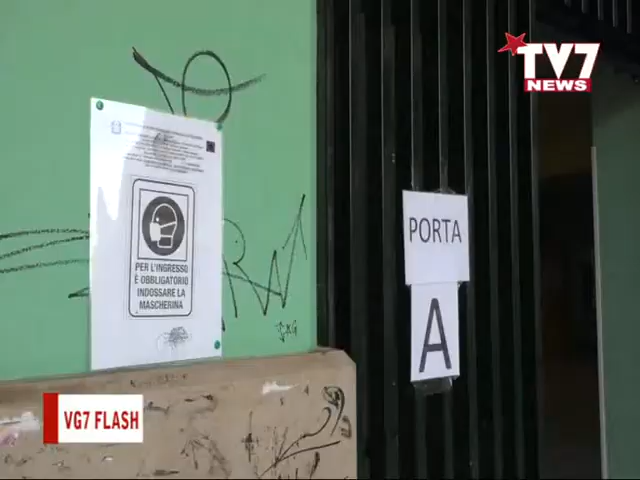 TV7
NEWS
PORTA
A
PER L'INGRESSO
È OBBLIGATORIO
INDOSSARE LA
MASCHERINA
VG7 FLASH